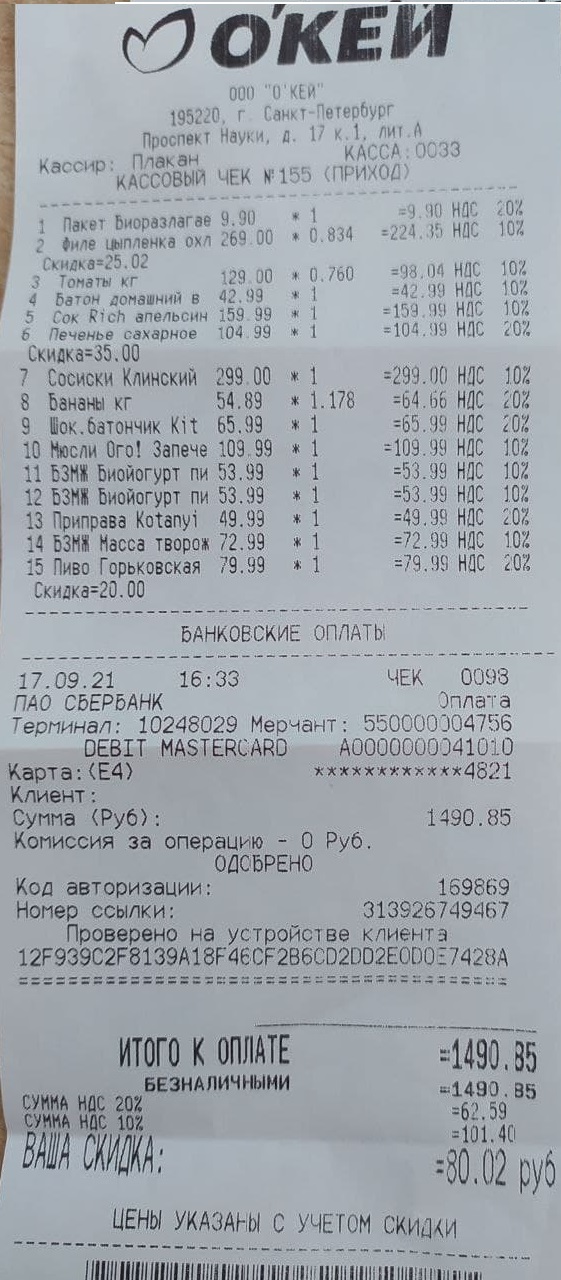 О'КЕЙ
ООО "О'КЕЙ"
195220, г. Санкт-Петербург
Проспект Науки, д. 17 к.1, лит.А
Кассир: Плакан КАССА:0033
КАССОВЫЙ ЧЕК №155 (ПРИХОД)
1 Пакет Биоразлагае 9.90 * 1 =9.90 НДС 20%
2 Филе цыпленка охл 269.00 * 0.834 =224.35 НДС 10%
Скидка=25.02
3 Томаты кг 129.00 * 0.760 =98.04 НДС 10%
4 Батон домашний в 42.99 * 1 =42.99 НДС 10%
5 Сок Rich апельсин 159.99 * 1 =159.99 НДС 20%
6 Печенье сахарное 104.99 * 1 =104.99 НДС 20%
Скидка=35.00
7 Сосиски Клинский 299.00 * 1 =299.00 НДС 10%
8 Бананы кг 54.89 * 1.178 =64.66 НДС 20%
9 Шок.батончик Kit 65.99 * 1 =65.99 НДС 20%
10 Мюсли Ого! Запече 109.99 * 1 =109.99 НДС 10%
11 БЗМЖ Биойогурт пи 53.99 * 1 =53.99 НДС 10%
12 БЗМЖ Биойогурт пи 53.99 * 1 =53.99 НДС 10%
13 Приправа Kotanyi 49.99 * 1 =49.99 НДС 20%
14 БЗМЖ Масса творож 72.99 * 1 =72.99 НДС 10%
15 Пиво Горьковская 79.99 * 1 =79.99 НДС 20%
Скидка=20.00
БАНКОВСКИЕ ОПЛАТЫ
17.09.21 16:33 ЧЕК 0098
ПАО СБЕРБАНК Оплата
Терминал: 10248029 Мерчант: 550000004756
DEBIT MASTERCARD A0000000041010
Карта:(E4) ************4821
Клиент:
Сумма (Руб): 1490.85
Комиссия за операцию - 0 Руб.
ОДОБРЕНО
Код авторизации: 169869
Номер ссылки: 313926749467
Проверено на устройстве клиента
12F939C2F8139A18F46CF2B6CD2DD2E0D0E7428A
ИТОГО К ОПЛАТЕ =1490.85
БЕЗНАЛИЧНЫМИ =1490.85
СУММА НДС 20% =62.59
СУММА НДС 10% =101.40
ВАША СКИДКА: =80.02 руб
ЦЕНЫ УКАЗАНЫ С УЧЕТОМ СКИДКИ